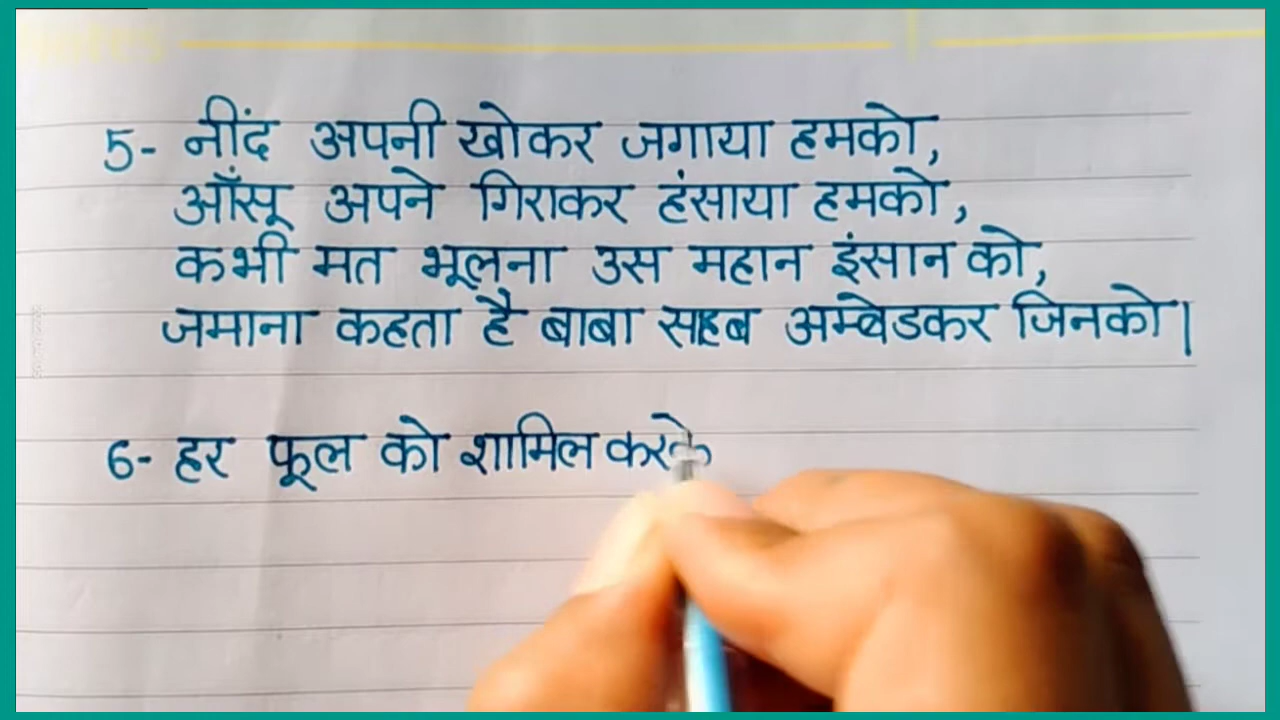 5- नींद अपनी खोकर जगाया हमको,
आँसू अपने गिराकर हंसाया हमको,
कभी मत भूलना उस महान इंसान को,
जमाना कहता है बाबा साहब अम्बेडकर जिनको।
6- हर फूल को शामिल करके